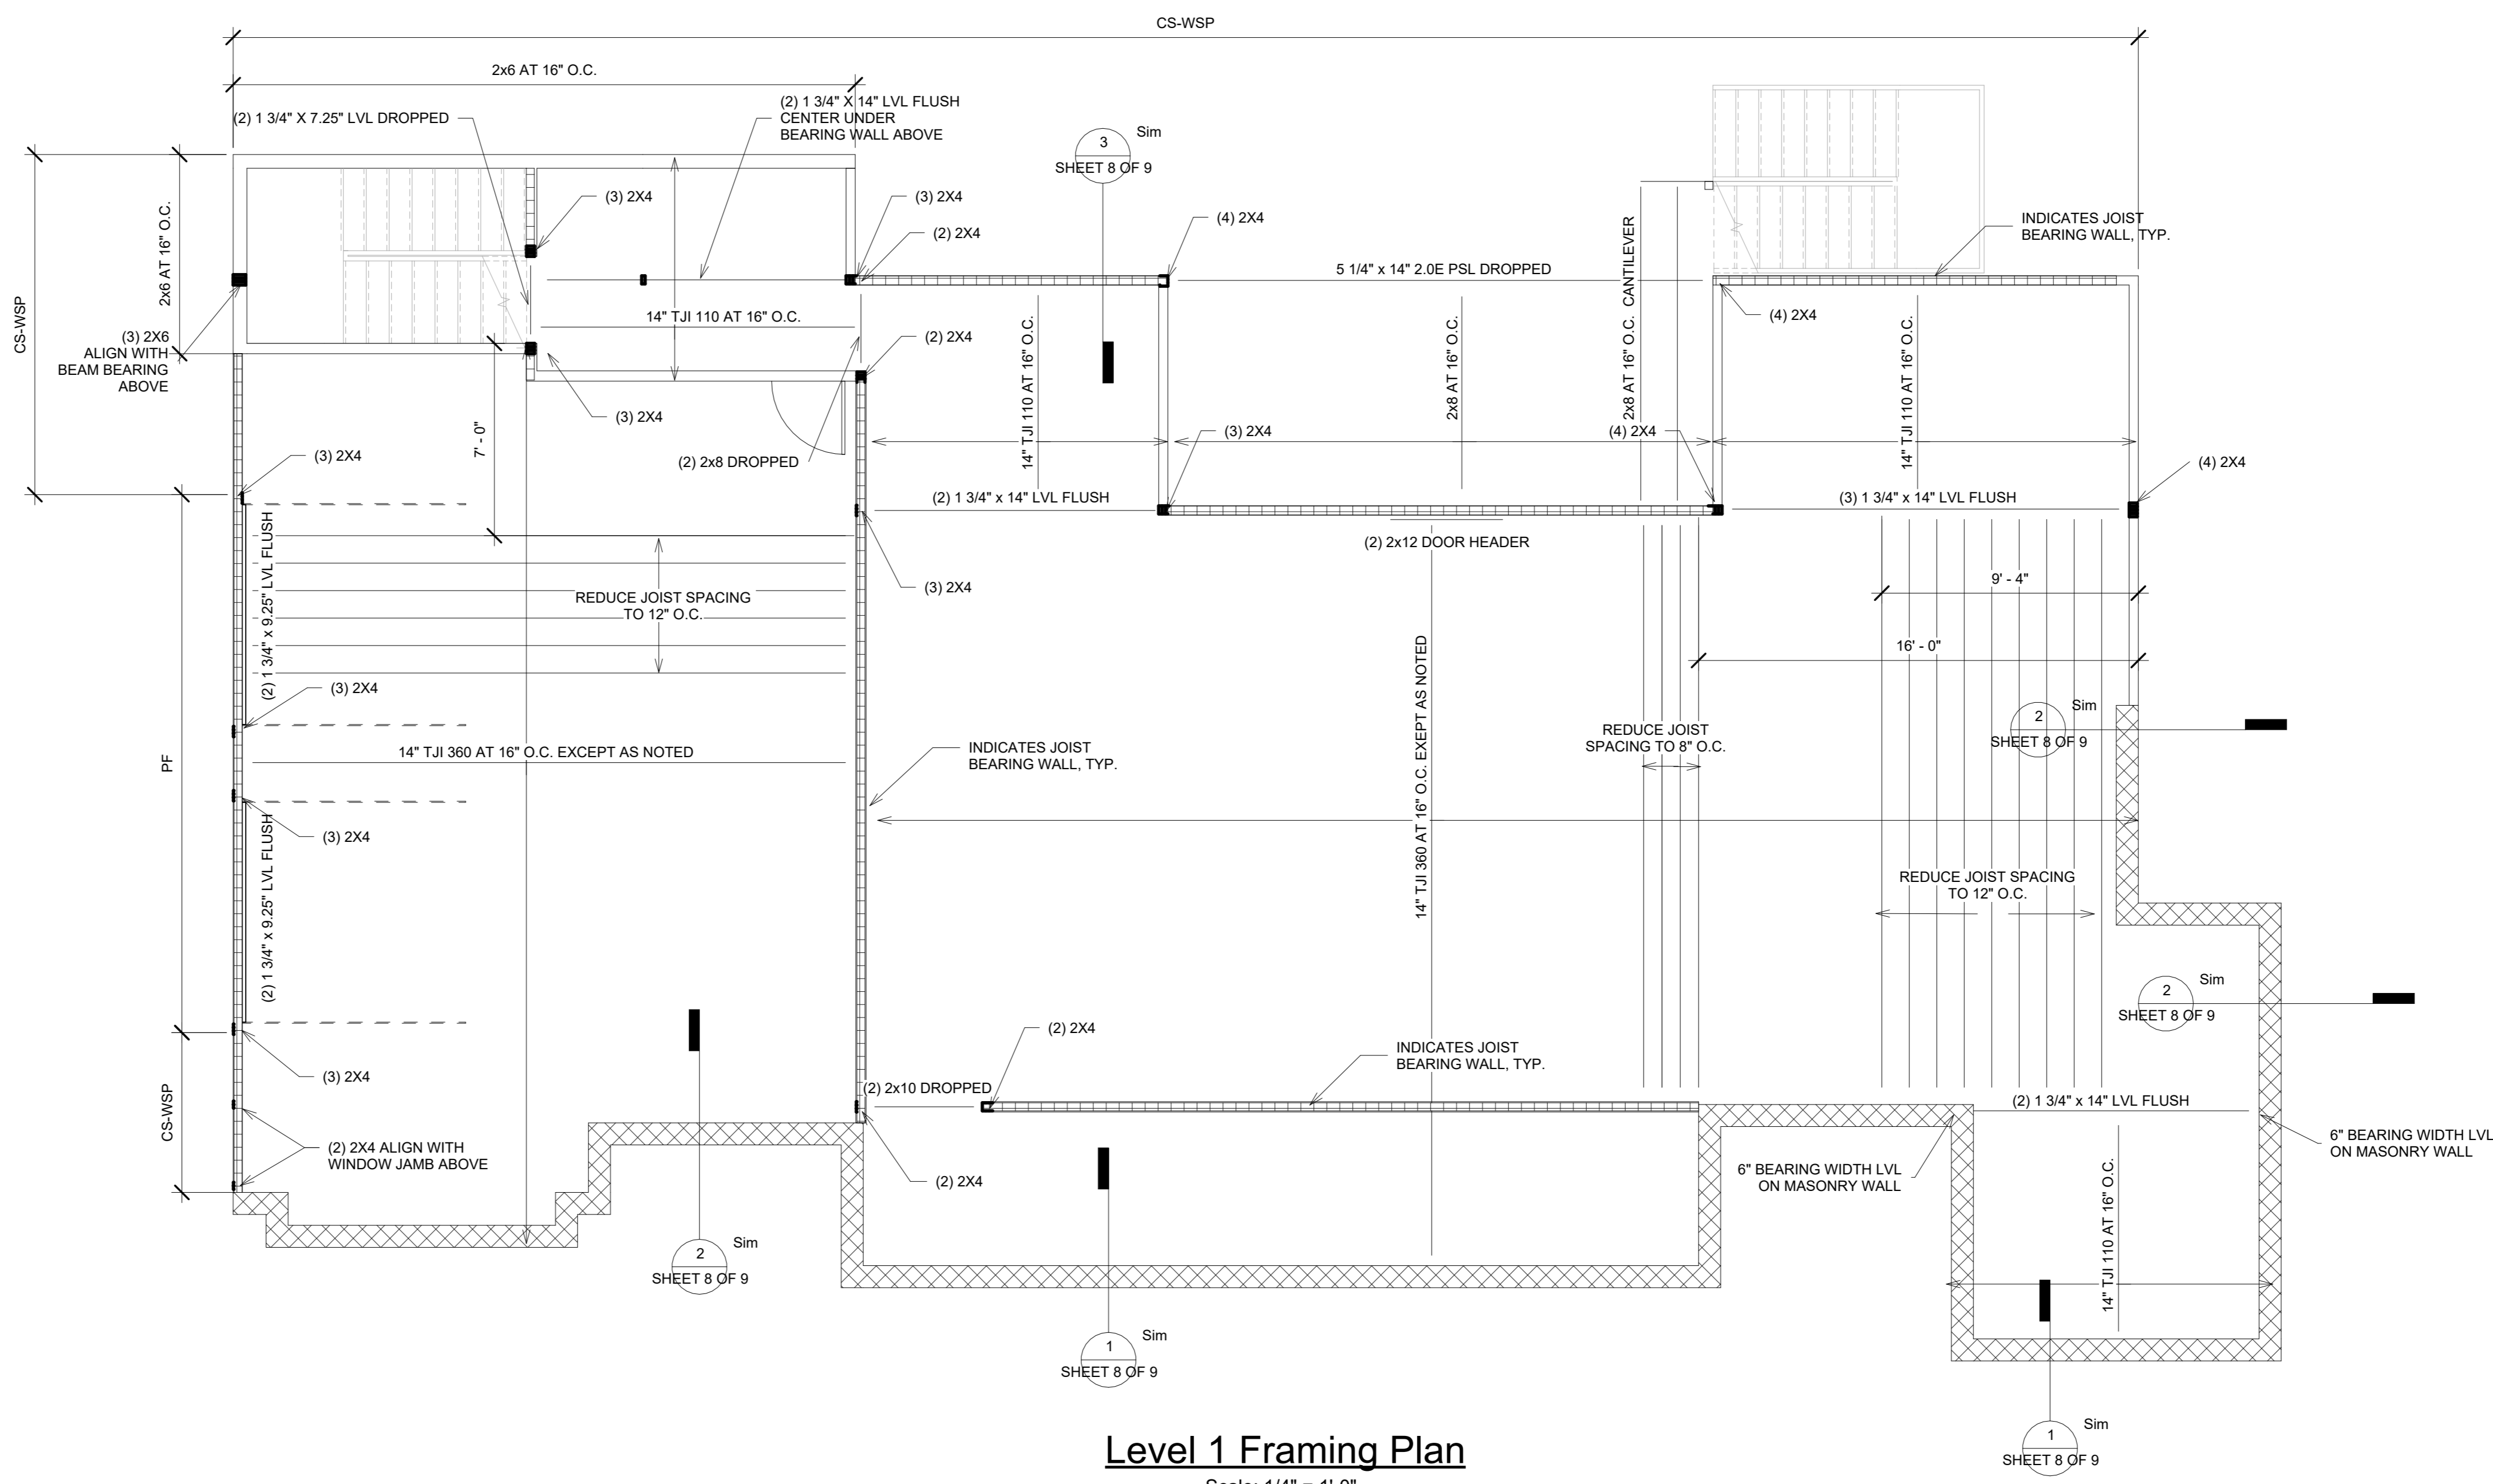 CS-WSP
2x6 AT 16" O.C.
(2) 1 3/4" X 14" LVL FLUSH
CENTER UNDER
BEARING WALL ABOVE
(2) 1 3/4" X 7.25" LVL DROPPED
3
Sim
SHEET 8 OF 9
(3) 2X4
(3) 2X4
(2) 2X4
(4) 2X4
INDICATES JOIST
BEARING WALL, TYP.
2x6 AT 16" O.C.
CS-WSP
5 1/4" x 14" 2.0E PSL DROPPED
2x8 AT 16" O.C. CANTILEVER
14" TJI 110 AT 16" O.C.
(4) 2X4
(3) 2X6
ALIGN WITH
BEAM BEARING
ABOVE
(2) 2X4
14" TJI 110 AT 16" O.C.
2x8 AT 16" O.C.
14" TJI 110 AT 16" O.C.
(3) 2X4
7' - 0"
(3) 2X4
(2) 2x8 DROPPED
(3) 2X4
(4) 2X4
(4) 2X4
(2) 1 3/4" x 14" LVL FLUSH
(3) 1 3/4" x 14" LVL FLUSH
(2) 2x12 DOOR HEADER
(2) 1 3/4" x 9.25" LVL FLUSH
REDUCE JOIST SPACING
TO 12" O.C.
(3) 2X4
9' - 4"
16' - 0"
(3) 2X4
14" TJI 360 AT 16" O.C. EXCEPT AS NOTED
PF
INDICATES JOIST
BEARING WALL, TYP.
14" TJI 360 AT 16" O.C. EXEPT AS NOTED
REDUCE JOIST
SPACING TO 8" O.C.
2
Sim
SHEET 8 OF 9
(3) 2X4
(2) 1 3/4" x 9.25" LVL FLUSH
REDUCE JOIST SPACING
TO 12" O.C.
2
Sim
SHEET 8 OF 9
(3) 2X4
(2) 2X4
INDICATES JOIST
BEARING WALL, TYP.
(2) 2x10 DROPPED
CS-WSP
(2) 2X4 ALIGN WITH
WINDOW JAMB ABOVE
(2) 2X4
(2) 1 3/4" x 14" LVL FLUSH
6" BEARING WIDTH LVL
ON MASONRY WALL
6" BEARING WIDTH LVL
ON MASONRY WALL
14" TJI 110 AT 16" O.C.
2
Sim
SHEET 8 OF 9
1
Sim
SHEET 8 OF 9
1
Sim
SHEET 8 OF 9
Level 1 Framing Plan
Scale: 1/4" = 1'-0"